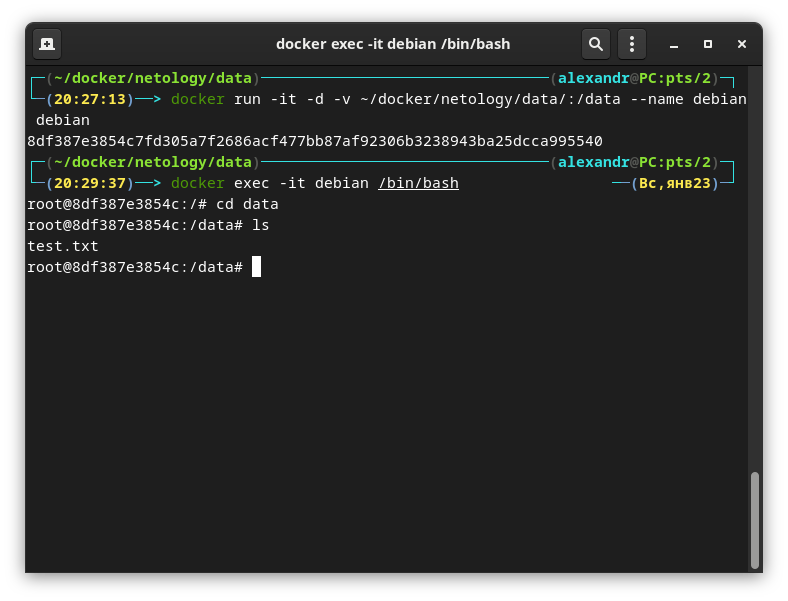 docker exec -it debian /bin/bash
┌─(~/docker/netology/data)────────────────────────────────(alexandr@PC:pts/2)─┐
└─(20:27:13)──> docker run -it -d -v ~/docker/netology/data/:/data --name debian
debian
8df387e3854c7fd305a7f2686acf477bb87af92306b3238943ba25dcca995540
┌─(~/docker/netology/data)────────────────────────────────(alexandr@PC:pts/2)─┐
└─(20:29:37)──> docker exec -it debian /bin/bash ──(Вс,янв23)─┘
root@8df387e3854c:/# cd data
root@8df387e3854c:/data# ls
test.txt
root@8df387e3854c:/data#